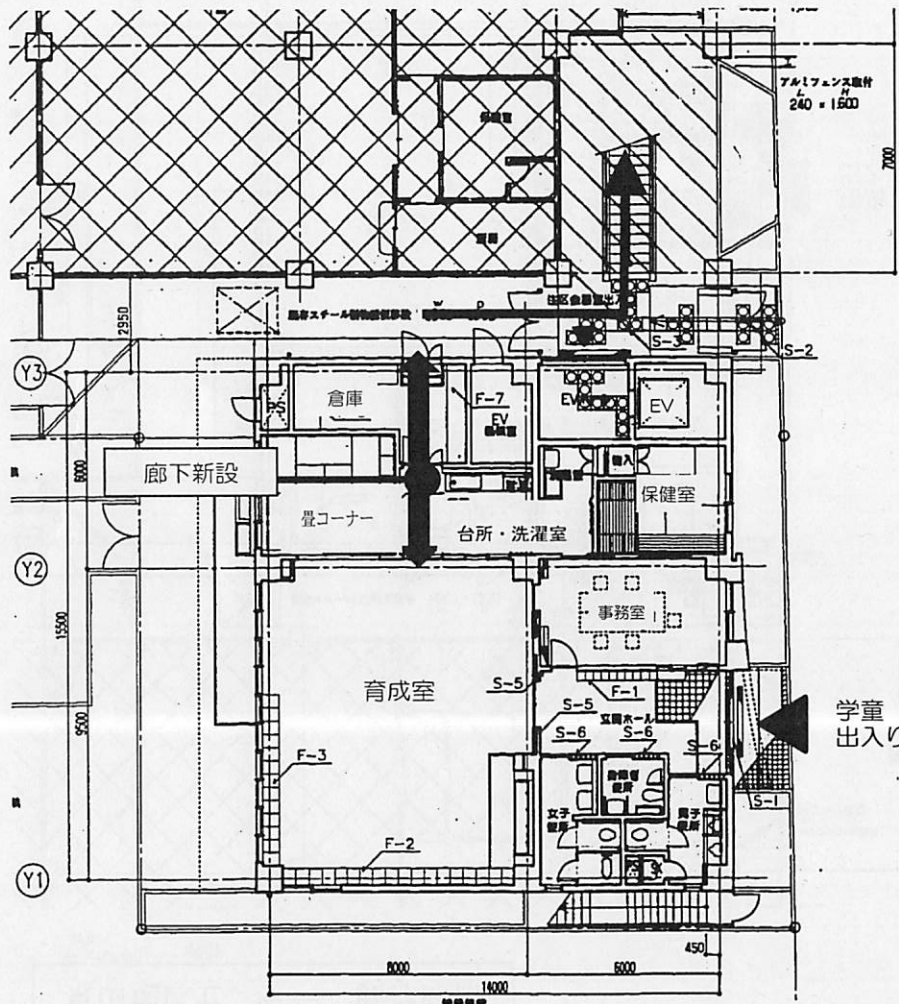 アルミフェンス取付
L H
240 × 1600
7000
W P
S-3
S-2
2950
Y3
PS
倉庫
F-7
EV
EV
EV
廊下新設
6000
畳コーナー
台所・洗濯室
保健室
Y2
事務室
15500
9500
育成室
S-5
F-1
S-5
玄関ホール
S-6
S-6
S-6
学童
出入り
F-3
S-1
女子
便所
男子
便所
F-2
SK
Y1
450
8000
6000
14000